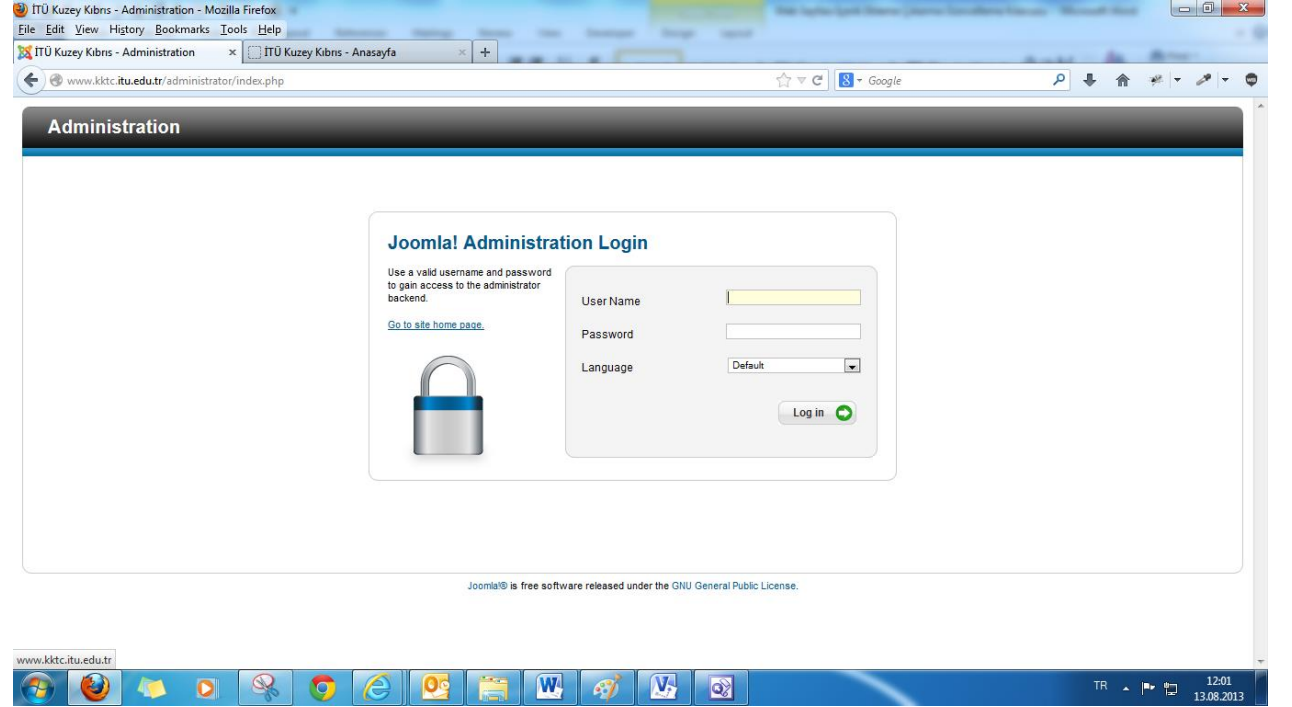 İTÜ Kuzey Kıbrıs - Administration - Mozilla Firefox
File Edit View History Bookmarks Tools Help
İTÜ Kuzey Kıbrıs - Administration × İTÜ Kuzey Kıbrıs - Anasayfa × +
www.kktc.itu.edu.tr/administrator/index.php Google
Administration
Joomla! Administration Login
Use a valid username and password
to gain access to the administrator
backend.
Go to site home page.
User Name
Password
Language Default
Log in
Joomla!® is free software released under the GNU General Public License.
www.kktc.itu.edu.tr
TR 12:01
13.08.2013